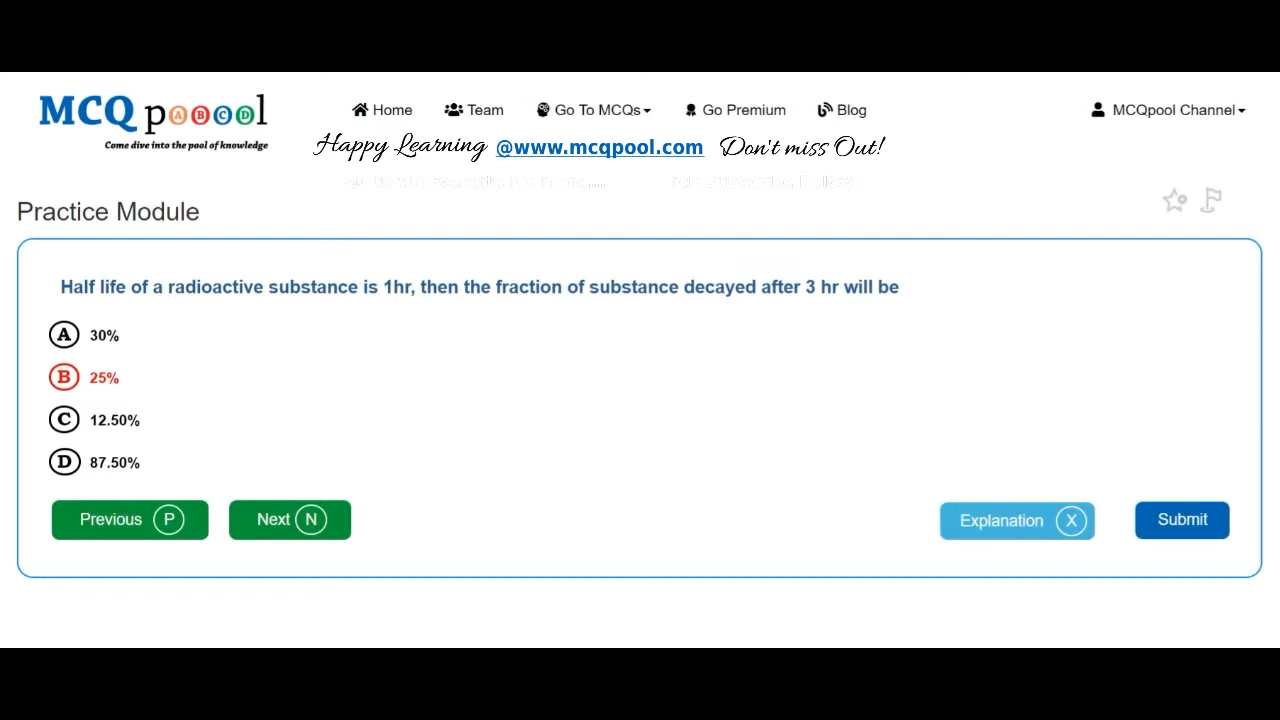 MCQ pooool
Come dive into the pool of knowledge
Home Team Go To MCQs Go Premium Blog MCQpool Channel
Happy Learning @www.mcqpool.com Don't miss Out!
Practice Module
Half life of a radioactive substance is 1hr, then the fraction of substance decayed after 3 hr will be
A 30%
B 25%
C 12.50%
D 87.50%
Previous P Next N Explanation X Submit